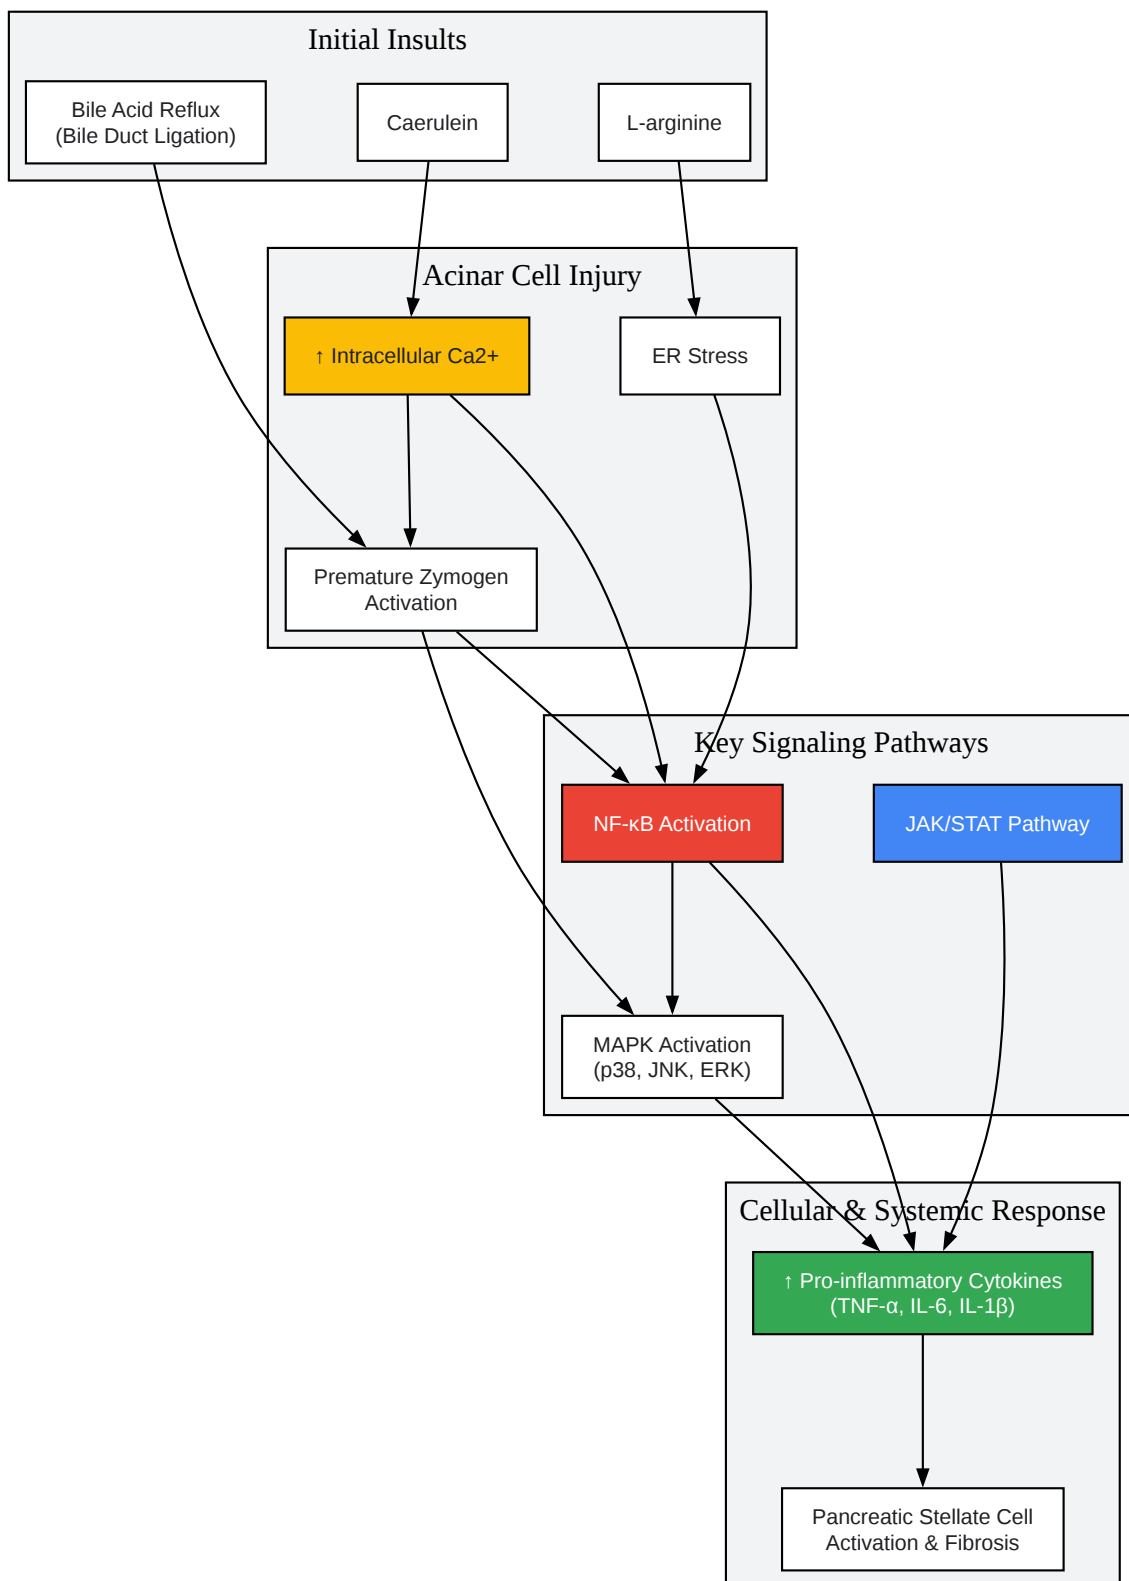 Initial Insults
Bile Acid Reflux
(Bile Duct Ligation)
Caerulein
L-arginine
Acinar Cell Injury
↑ Intracellular Ca2+
ER Stress
Premature Zymogen
Activation
Key Signaling Pathways
NF-κB Activation
JAK/STAT Pathway
MAPK Activation
(p38, JNK, ERK)
Cellular & Systemic Response
↑ Pro-inflammatory Cytokines
(TNF-α, IL-6, IL-1β)
Pancreatic Stellate Cell
Activation & Fibrosis